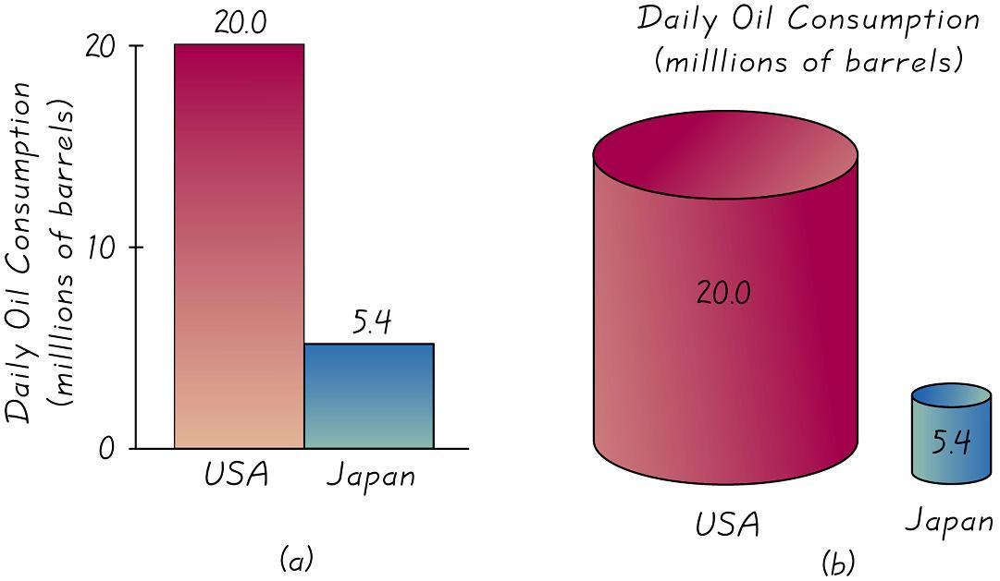 20.0
20
Daily Oil Consumption
(milllions of barrels)
10
5.4
0
USA
Japan
(a)
Daily Oil Consumption
(milllions of barrels)
20.0
5.4
USA
Japan
(b)